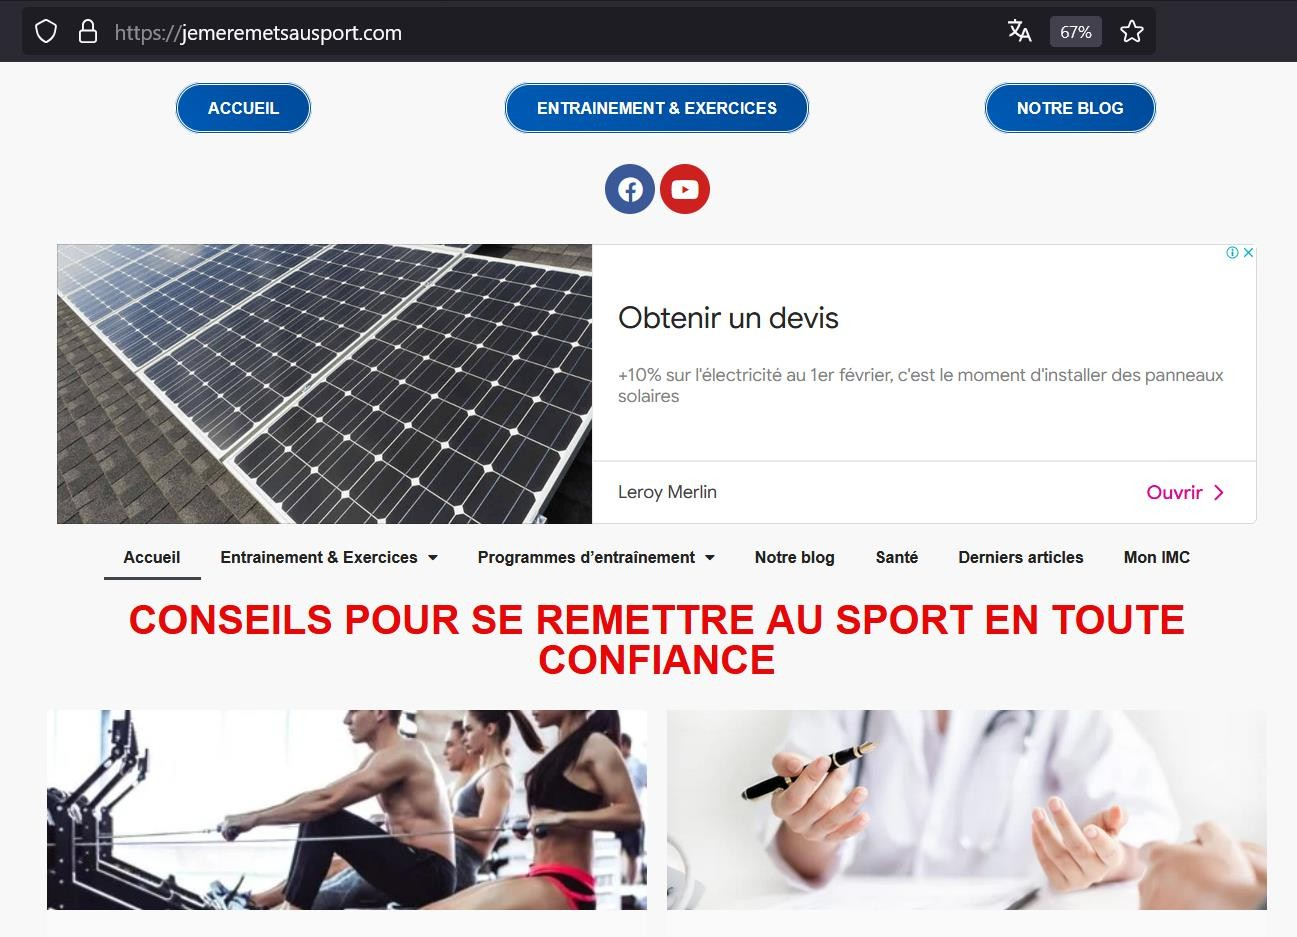 https://jemeremetsausport.com
67%
ACCUEIL
ENTRAINEMENT & EXERCICES
NOTRE BLOG
Obtenir un devis
+10% sur l'électricité au 1er février, c'est le moment d'installer des panneaux
solaires
Leroy Merlin
Ouvrir
Accueil
Entrainement & Exercices
Programmes d’entraînement
Notre blog
Santé
Derniers articles
Mon IMC
CONSEILS POUR SE REMETTRE AU SPORT EN TOUTE
CONFIANCE